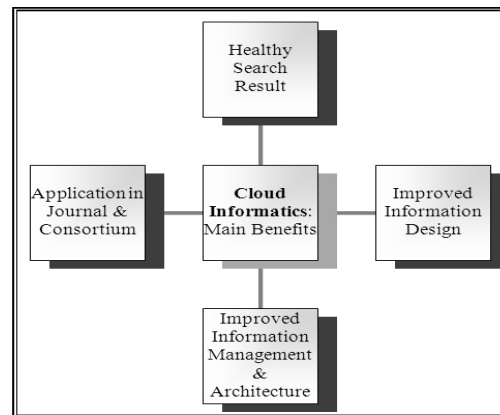 Healthy
Search
Result
Application in
Journal &
Consortium
Cloud
Informatics:
Main Benefits
Improved
Information
Design
Improved
Information
Management
&
Architecture